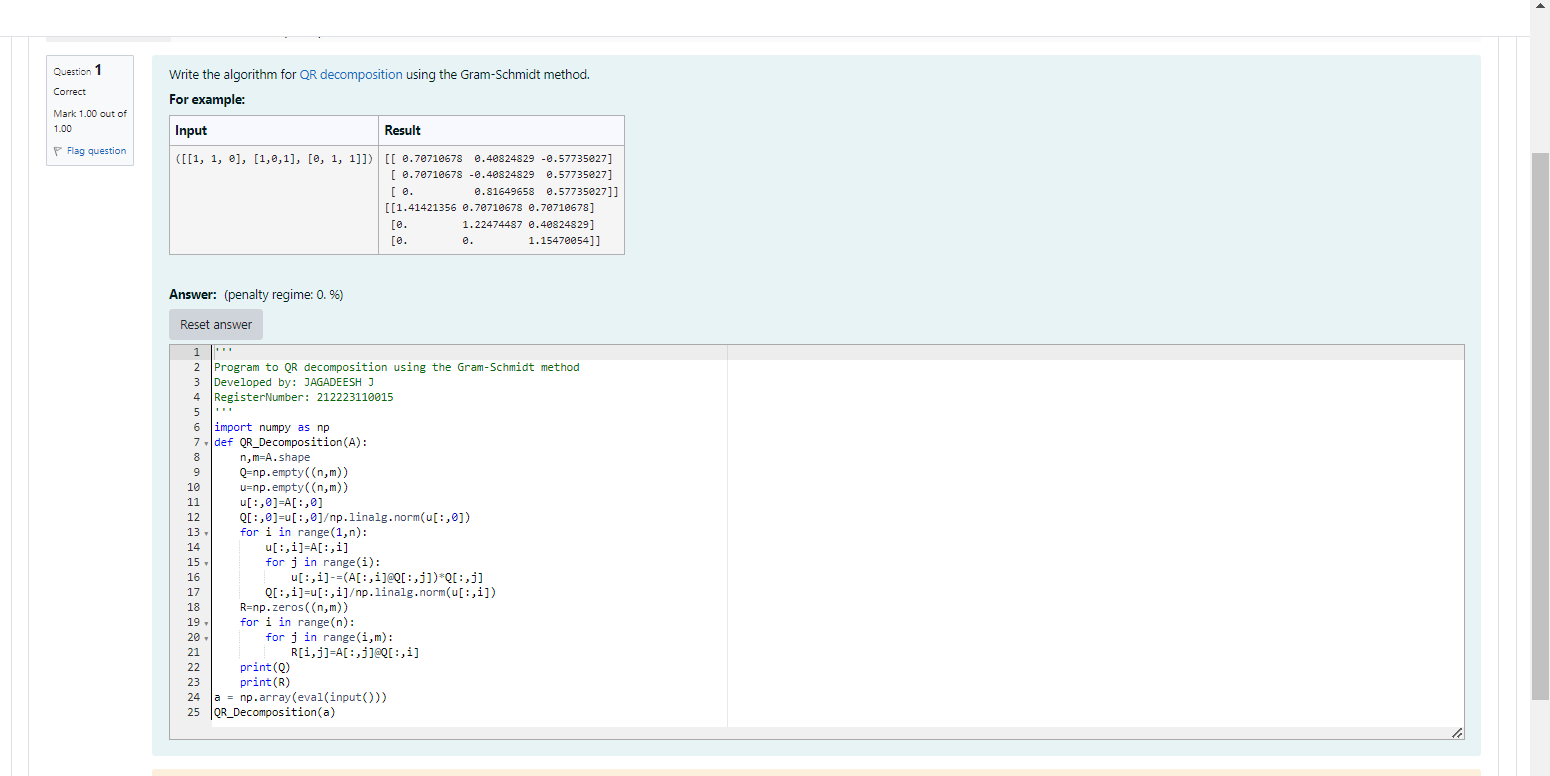 Question 1
Correct
Mark 1.00 out of
1.00
Flag question
Write the algorithm for QR decomposition using the Gram-Schmidt method.
For example:
Input Result
([[1, 1, 0], [1,0,1], [0, 1, 1]]) [[ 0.70710678  0.40824829 -0.57735027]
[ 0.70710678 -0.40824829  0.57735027]
[ 0.          0.81649658  0.57735027]]
[[1.41421356 0.70710678 0.70710678]
[0.         1.22474487 0.40824829]
[0.         0.         1.15470054]]
Answer: (penalty regime: 0. %)
Reset answer
1 '''
2 Program to QR decomposition using the Gram-Schmidt method
3 Developed by: JAGADEESH J
4 RegisterNumber: 212223110015
5 '''
6 import numpy as np
7 def QR_Decomposition(A):
8     n,m=A.shape
9     Q=np.empty((n,m))
10     u=np.empty((n,m))
11     u[:,0]=A[:,0]
12     Q[:,0]=u[:,0]/np.linalg.norm(u[:,0])
13     for i in range(1,n):
14         u[:,i]=A[:,i]
15         for j in range(i):
16             u[:,i]-=(A[:,i]@Q[:,j])*Q[:,j]
17         Q[:,i]=u[:,i]/np.linalg.norm(u[:,i])
18     R=np.zeros((n,m))
19     for i in range(n):
20         for j in range(i,m):
21             R[i,j]=A[:,j]@Q[:,i]
22     print(Q)
23     print(R)
24 a = np.array(eval(input()))
25 QR_Decomposition(a)